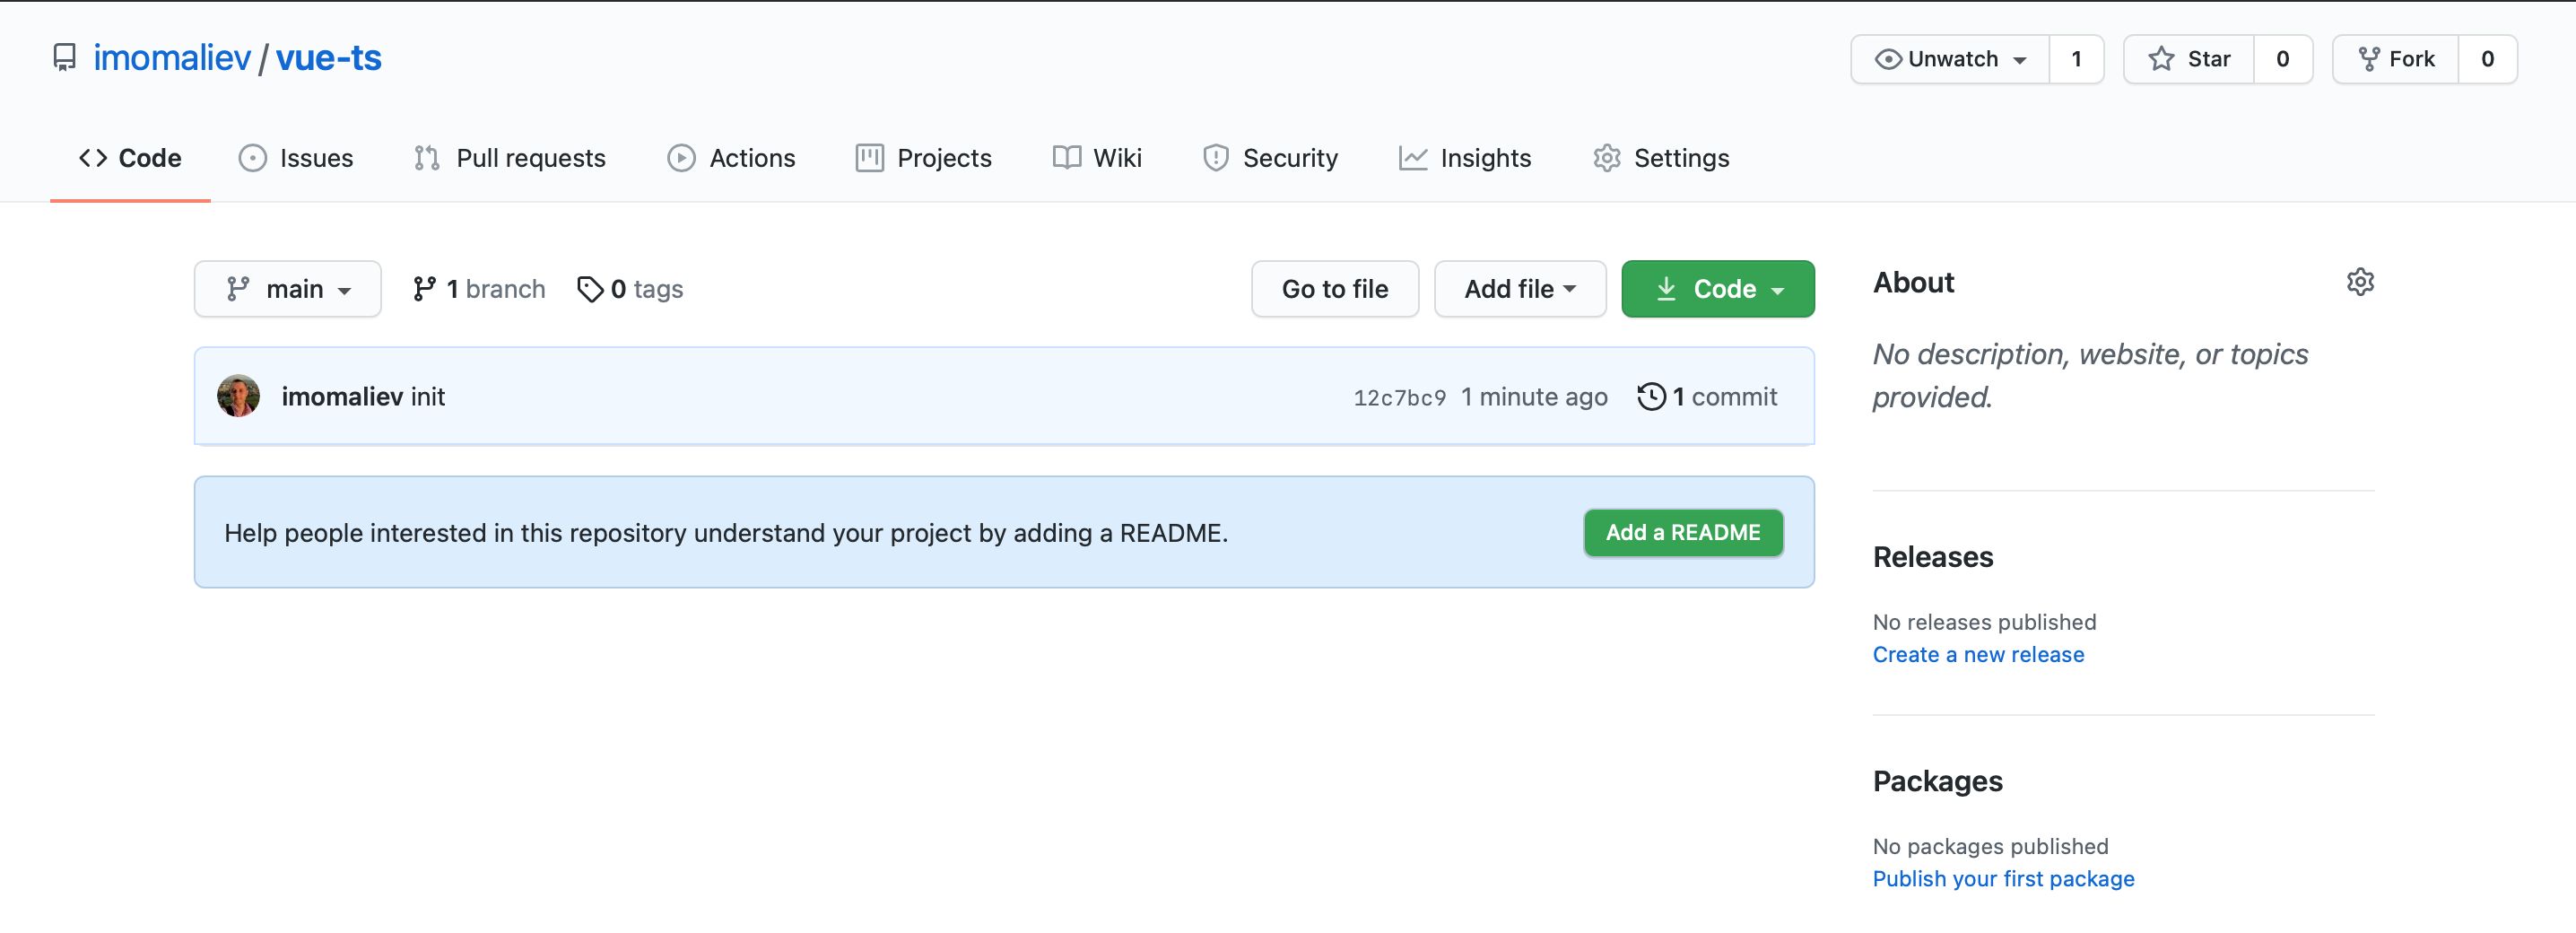 imomaliev / vue-ts
Unwatch 1 Star 0 Fork 0
Code Issues Pull requests Actions Projects Wiki Security Insights Settings
main 1 branch 0 tags Go to file Add file Code
imomaliev init 12c7bc9 1 minute ago 1 commit
Help people interested in this repository understand your project by adding a README. Add a README
About
No description, website, or topics
provided.
Releases
No releases published
Create a new release
Packages
No packages published
Publish your first package